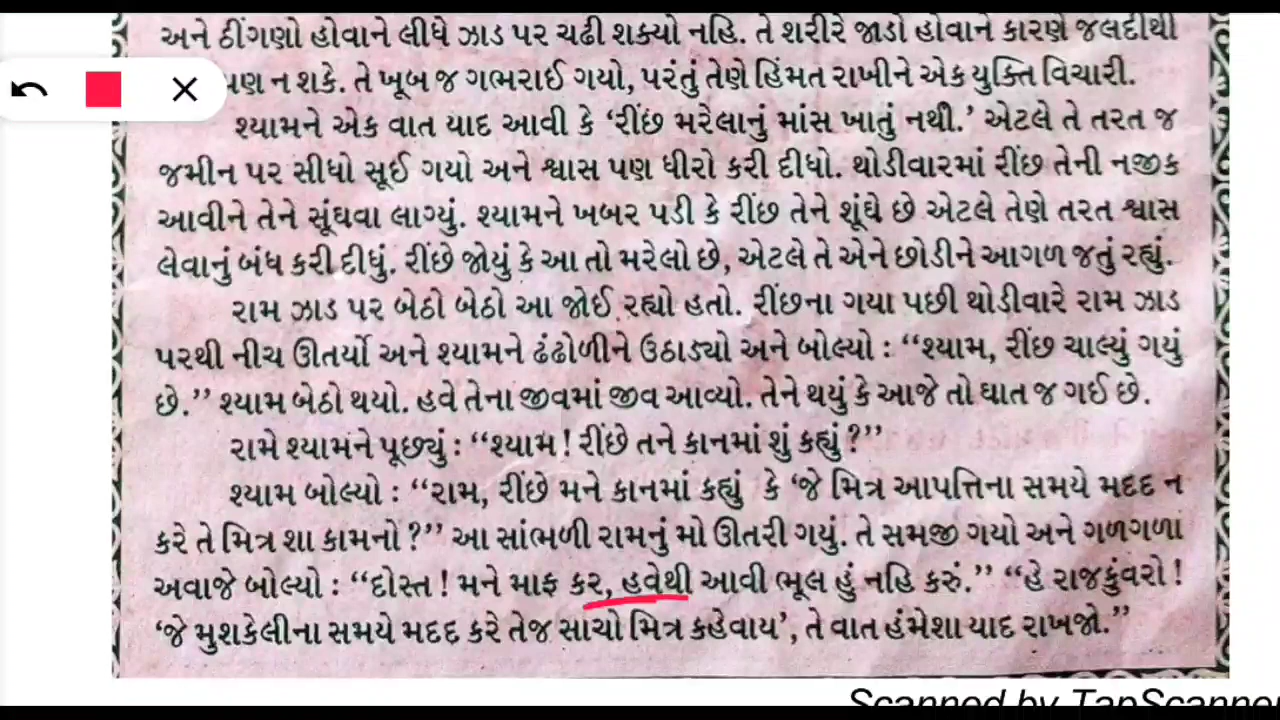 અને ઠીંગણો હોવાને લીધે ઝાડ પર ચઢી શક્યો નહિ. તે શરીરે જાડો હોવાને કારણે જલદીથી
પણ ન શકે. તે ખૂબ જ ગભરાઈ ગયો, પરંતું તેણે હિંમત રાખીને એક યુક્તિ વિચારી.
શ્યામને એક વાત યાદ આવી કે ‘રીંછ મરેલાનું માંસ ખાતું નથી.’ એટલે તે તરત જ
જમીન પર સીધો સૂઈ ગયો અને શ્વાસ પણ ધીરો કરી દીધો. થોડીવારમાં રીંછ તેની નજીક
આવીને તેને સૂંઘવા લાગ્યું. શ્યામને ખબર પડી કે રીંછ તેને શૂંઘે છે એટલે તેણે તરત શ્વાસ
લેવાનું બંધ કરી દીધું. રીંછે જોયું કે આ તો મરેલો છે, એટલે તે એને છોડીને આગળ જતું રહ્યું.
રામ ઝાડ પર બેઠો બેઠો આ જોઈ રહ્યો હતો. રીંછના ગયા પછી થોડીવારે રામ ઝાડ
પરથી નીચ ઊતર્યો અને શ્યામને ઢંઢોળીને ઉઠાડ્યો અને બોલ્યો : “શ્યામ, રીંછ ચાલ્યું ગયું
છે.” શ્યામ બેઠો થયો. હવે તેના જીવમાં જીવ આવ્યો. તેને થયું કે આજે તો ઘાત જ ગઈ છે.
રામે શ્યામને પૂછ્યું : “શ્યામ ! રીંછે તને કાનમાં શું કહ્યું ?”
શ્યામ બોલ્યો : “રામ, રીંછે મને કાનમાં કહ્યું કે ‘જે મિત્ર આપત્તિના સમયે મદદ ન
કરે તે મિત્ર શા કામનો ?” આ સાંભળી રામનું મો ઊતરી ગયું. તે સમજી ગયો અને ગળગળા
અવાજે બોલ્યો : “દોસ્ત ! મને માફ કર, હવેથી આવી ભૂલ હું નહિ કરું.” “હે રાજકુંવરો !
‘જે મુશકેલીના સમયે મદદ કરે તેજ સાચો મિત્ર કહેવાય’, તે વાત હંમેશા યાદ રાખજો.”
Scanned by TapScanner